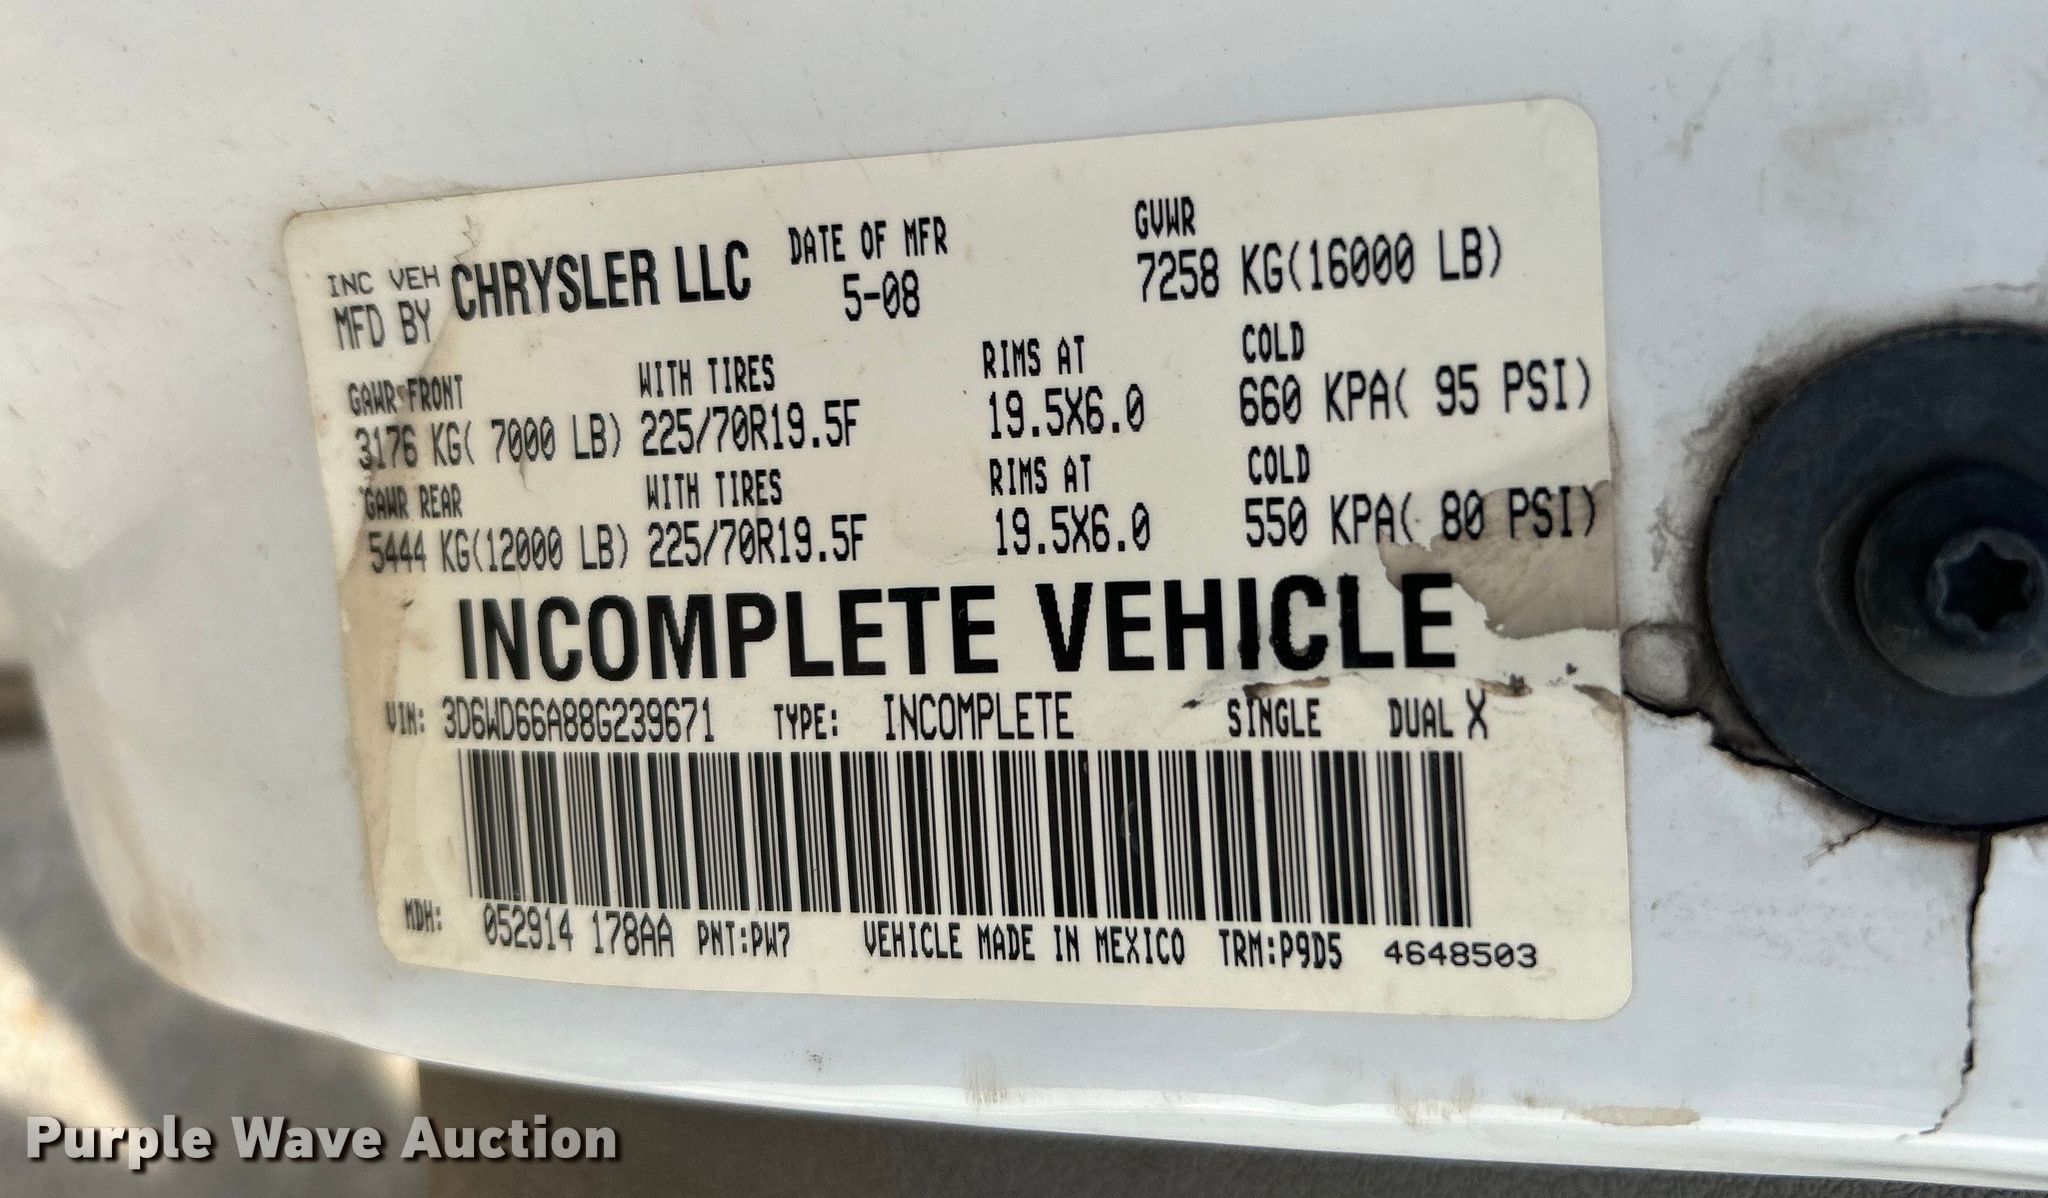 INC VEH
MFD BY CHRYSLER LLC
DATE OF MFR
5-08
GVWR
7258 KG(16000 LB)
GAWR FRONT WITH TIRES RIMS AT COLD
3176 KG( 7000 LB) 225/70R19.5F 19.5X6.0 660 KPA( 95 PSI)
GAWR REAR WITH TIRES RIMS AT COLD
5444 KG(12000 LB) 225/70R19.5F 19.5X6.0 550 KPA( 80 PSI)
INCOMPLETE VEHICLE
VIN: 3D6WD66A88G239671 TYPE: INCOMPLETE SINGLE DUAL X
MDH: 052914 178AA PNT:PW7 VEHICLE MADE IN MEXICO TRM:P9D5 4648503
Purple Wave Auction